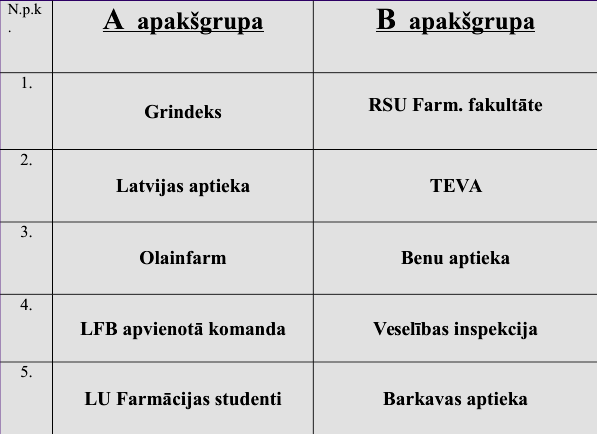 N.p.k
.
A apakšgrupa
B apakšgrupa
1.
Grindeks
RSU Farm. fakultāte
2.
Latvijas aptieka
TEVA
3.
Olainfarm
Benu aptieka
4.
LFB apvienotā komanda
Veselības inspekcija
5.
LU Farmācijas studenti
Barkavas aptieka